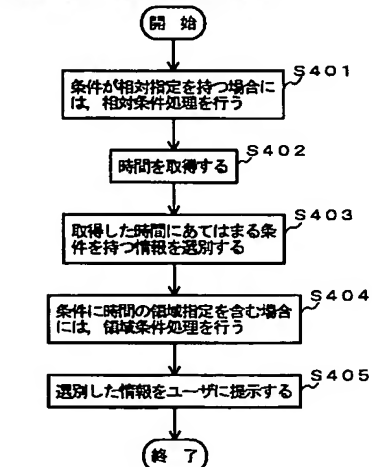 開 始
S401
条件が相対指定を持つ場合に
は，相対条件処理を行う
S402
時間を取得する
S403
取得した時間にあてはまる条
件を持つ情報を選別する
S404
条件に時間の領域指定を含む場合
には，領域条件処理を行う
S405
選別した情報をユーザに提示する
終 了